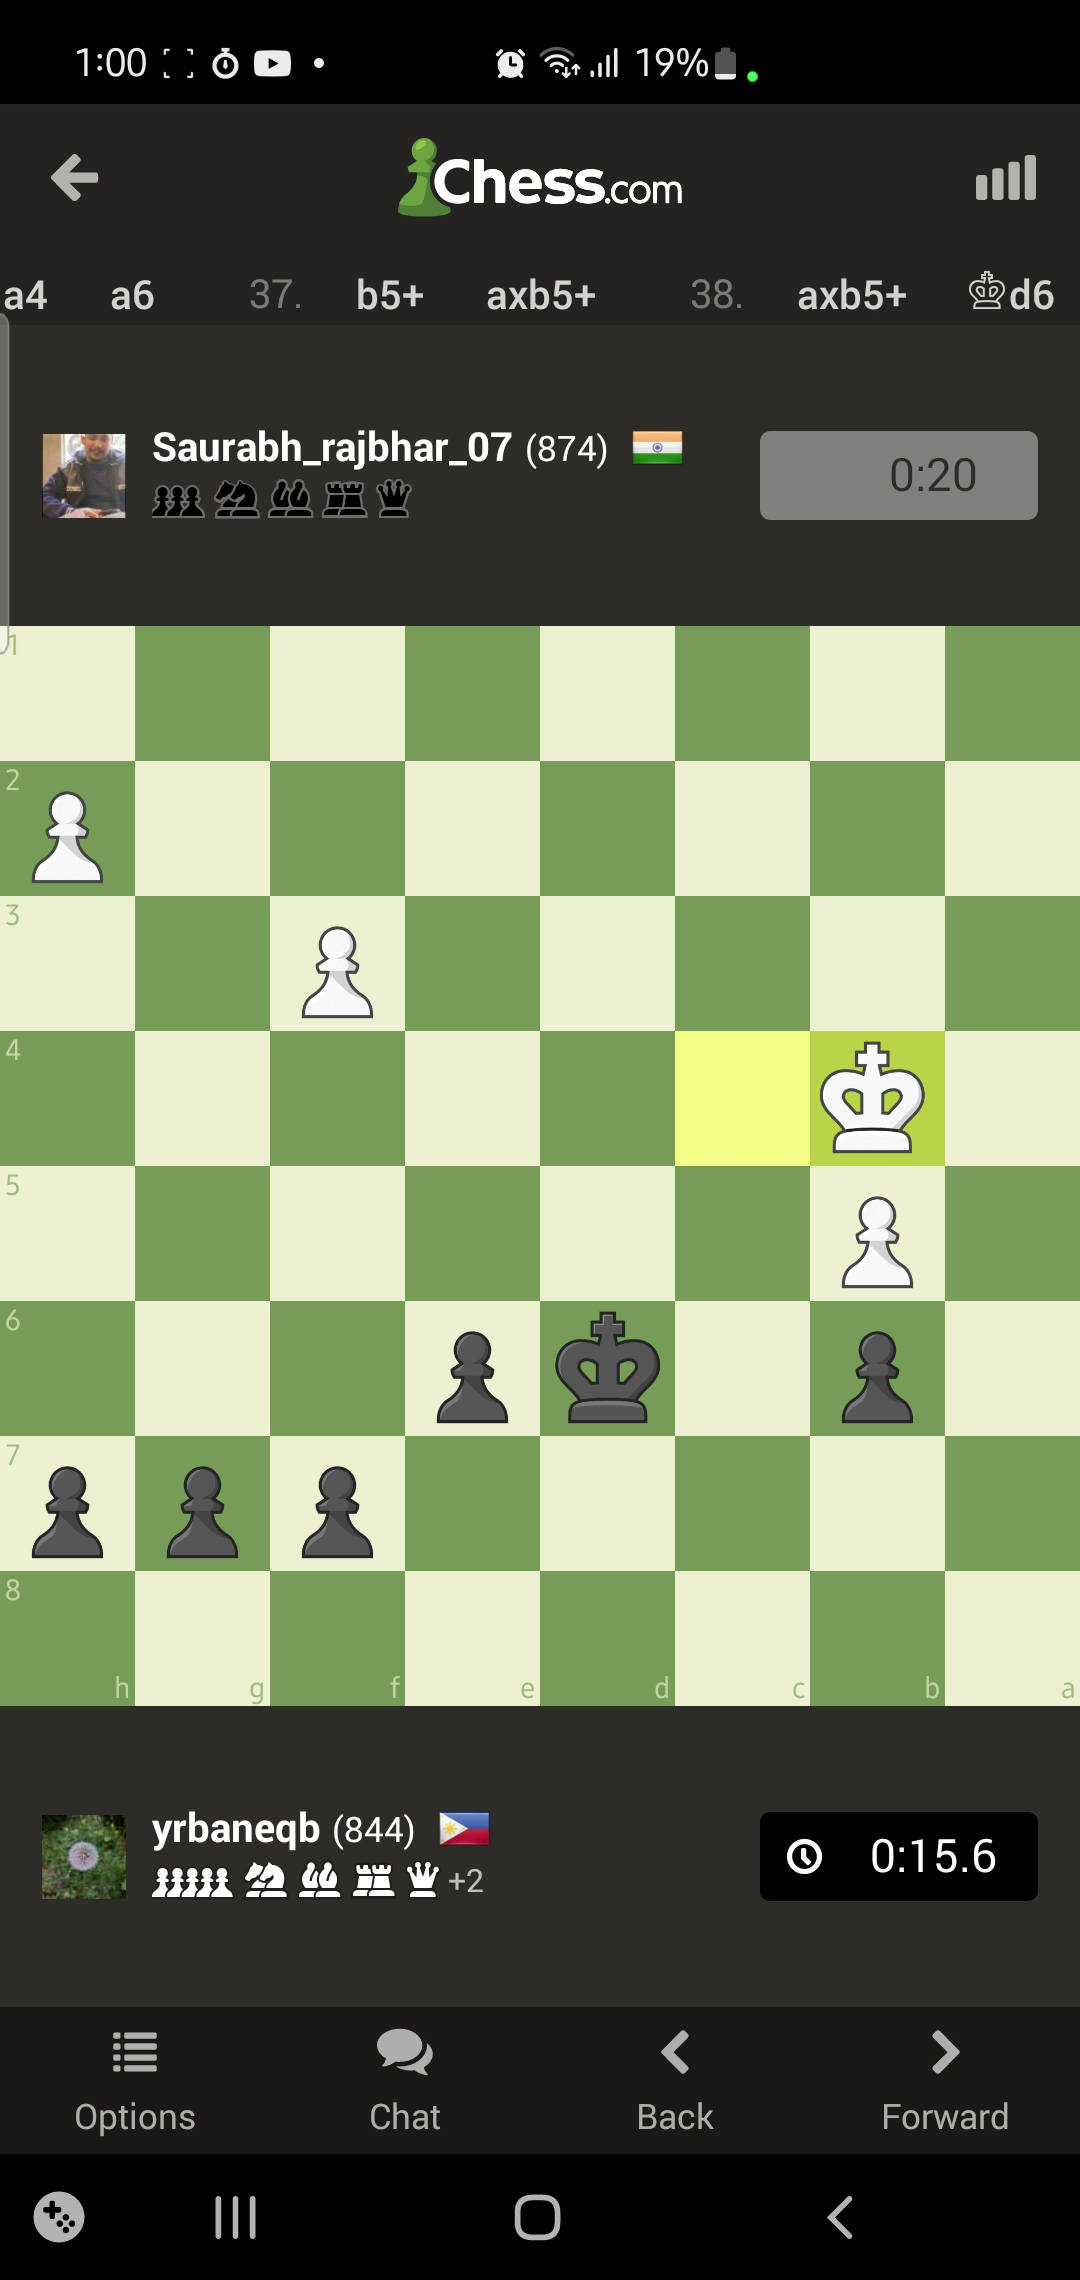 1:00 19%
Chess.com
a4 a6 37. b5+ axb5+ 38. axb5+ ♔d6
Saurabh_rajbhar_07 (874)
0:20
1
2
3
4
5
6
7
8
h g f e d c b a
yrbaneqb (844)
+2
0:15.6
Options Chat Back Forward